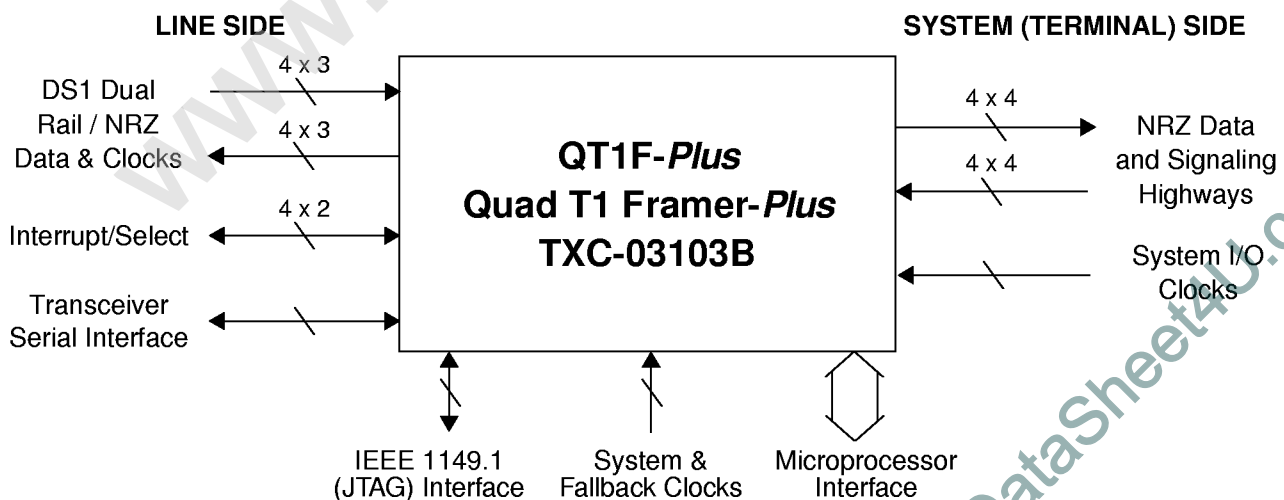 LINE SIDE
SYSTEM (TERMINAL) SIDE
4 x 3
DS1 Dual
Rail / NRZ
Data & Clocks
4 x 3
4 x 2
Interrupt/Select
Transceiver
Serial Interface
QT1F-Plus
Quad T1 Framer-Plus
TXC-03103B
4 x 4
NRZ Data
and Signaling
Highways
4 x 4
System I/O
Clocks
IEEE 1149.1
(JTAG) Interface
System &
Fallback Clocks
Microprocessor
Interface
www.
DataSheet4U.c